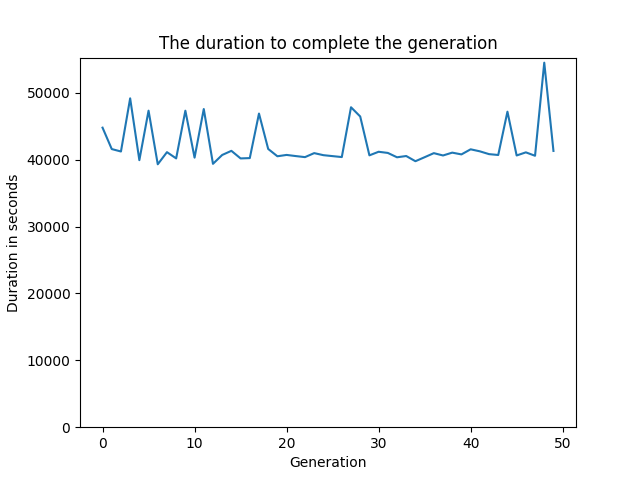 The duration to complete the generation
Duration in seconds
50000
40000
30000
20000
10000
0
0 10 20 30 40 50
Generation